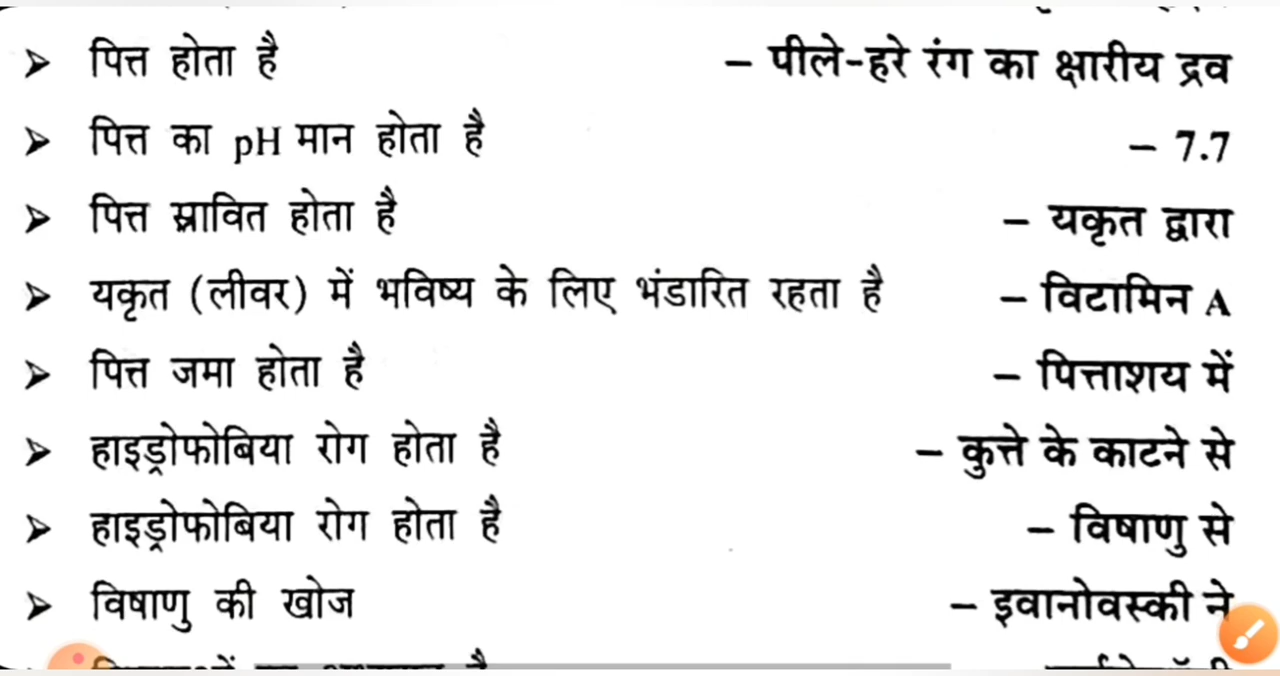 ➢ पित्त होता है – पीले-हरे रंग का क्षारीय द्रव
➢ पित्त का pH मान होता है – 7.7
➢ पित्त स्रावित होता है – यकृत द्वारा
➢ यकृत (लीवर) में भविष्य के लिए भंडारित रहता है – विटामिन A
➢ पित्त जमा होता है – पित्ताशय में
➢ हाइड्रोफोबिया रोग होता है – कुत्ते के काटने से
➢ हाइड्रोफोबिया रोग होता है – विषाणु से
➢ विषाणु की खोज – इवानोवस्की ने